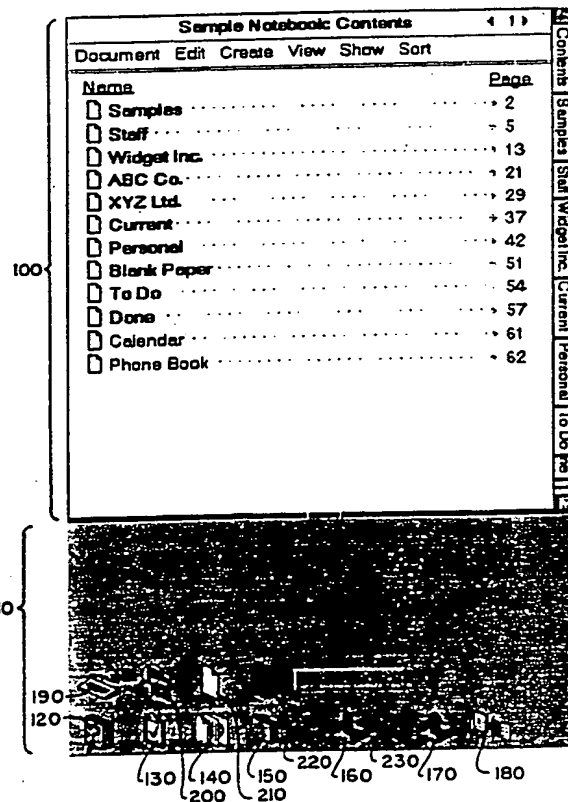 Sample Notebook Contents 1
Document Edit Create View Show Sort
Name Page
Samples 2
Staff 5
Widget Inc. 13
ABC Co. 21
XYZ Ltd. 29
Current 37
Personal 42
Blank Paper 51
To Do 54
Done 57
Calendar 61
Phone Book 62
Contents Samples Staff Widget Inc. Current Personal To Do
100
190
120
130 140 150 220 160 230 170 180
200 210